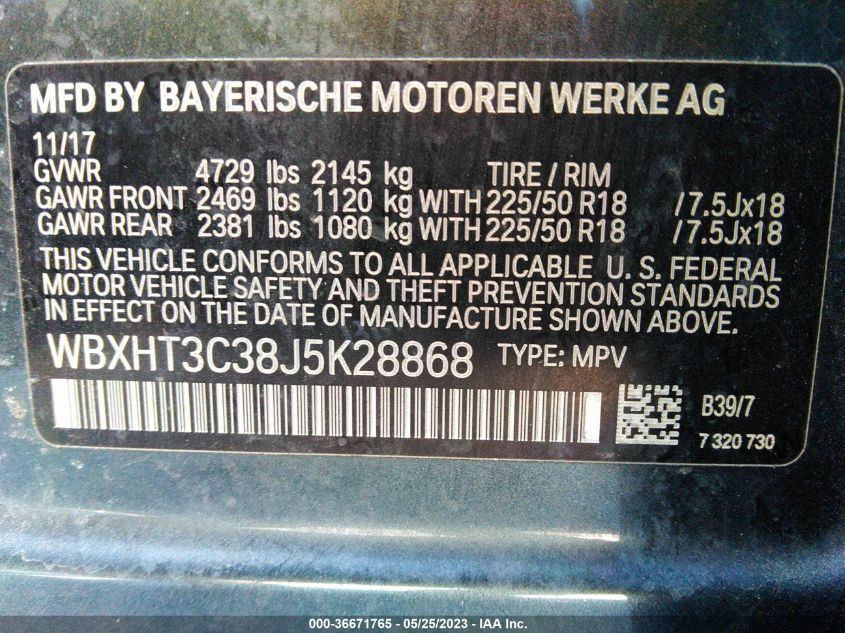 MFD BY BAYERISCHE MOTOREN WERKE AG
11/17
GVWR 4729 lbs 2145 kg TIRE / RIM
GAWR FRONT 2469 lbs 1120 kg WITH 225/50 R18 /7.5Jx18
GAWR REAR 2381 lbs 1080 kg WITH 225/50 R18 /7.5Jx18
THIS VEHICLE CONFORMS TO ALL APPLICABLE U. S. FEDERAL
MOTOR VEHICLE SAFETY AND THEFT PREVENTION STANDARDS
IN EFFECT ON THE DATE OF MANUFACTURE SHOWN ABOVE.
WBXHT3C38J5K28868 TYPE: MPV
B39/7
7 320 730
000-36671765 - 05/25/2023 - IAA Inc.